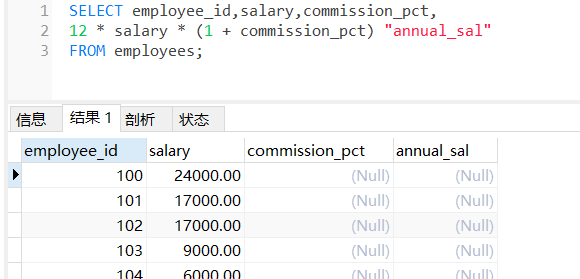 1 SELECT employee_id,salary,commission_pct,
2 12 * salary * (1 + commission_pct) "annual_sal"
3 FROM employees;
信息 结果 1 剖析 状态
employee_id salary commission_pct annual_sal
100 24000.00 (Null) (Null)
101 17000.00 (Null) (Null)
102 17000.00 (Null) (Null)
103 9000.00 (Null) (Null)
104 6000.00 (Null) (Null)